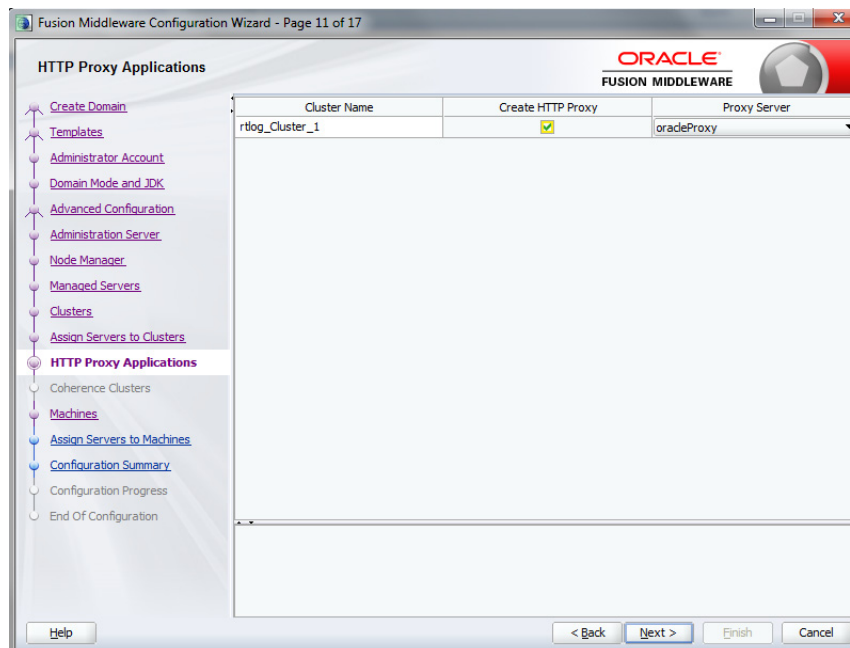 Fusion Middleware Configuration Wizard - Page 11 of 17
HTTP Proxy Applications
ORACLE
FUSION MIDDLEWARE
Create Domain
Templates
Administrator Account
Domain Mode and JDK
Advanced Configuration
Administration Server
Node Manager
Managed Servers
Clusters
Assign Servers to Clusters
HTTP Proxy Applications
Coherence Clusters
Machines
Assign Servers to Machines
Configuration Summary
Configuration Progress
End Of Configuration
Cluster Name Create HTTP Proxy Proxy Server
rtlog_Cluster_1 oracleProxy
Help < Back Next > Finish Cancel